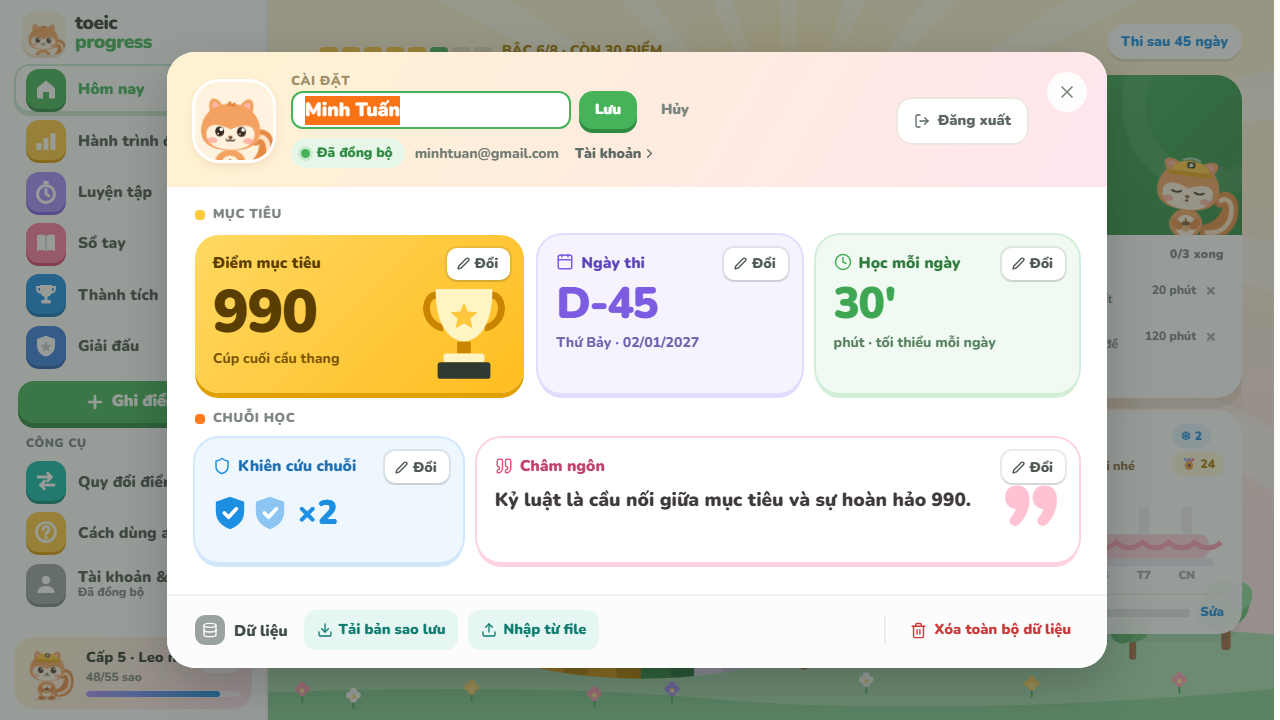 toeic
progress
Hôm nay
Hành trình
Luyện tập
Sổ tay
Thành tích
Giải đấu
+ Ghi
CÔNG CỤ
Quy đổi
Cách dùng
Tài khoản &
Đã đồng bộ
Cấp 5 · Leo
48/55 sao
BẬC 6/8 · CÒN 30 ĐIỂM
Thi sau 45 ngày
CÀI ĐẶT
Minh Tuấn
Lưu
Hủy
Đã đồng bộ
minhtuan@gmail.com
Tài khoản >
Đăng xuất
MỤC TIÊU
Điểm mục tiêu
Đổi
990
Cúp cuối cầu thang
Ngày thi
Đổi
D-45
Thứ Bảy · 02/01/2027
Học mỗi ngày
Đổi
30'
phút · tối thiểu mỗi ngày
CHUỖI HỌC
Khiên cứu chuỗi
Đổi
×2
Châm ngôn
Đổi
Kỷ luật là cầu nối giữa mục tiêu và sự hoàn hảo 990.
Dữ liệu
Tải bản sao lưu
Nhập từ file
Xóa toàn bộ dữ liệu
0/3 xong
20 phút
120 phút
2
nhé
24
T7
CN
Sửa